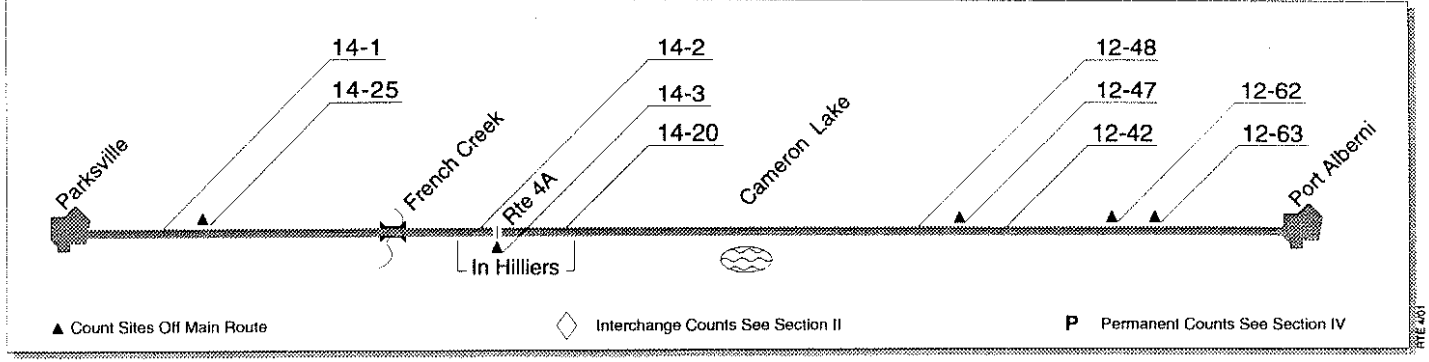 14-1
14-2
12-48
14-25
14-3
12-47
12-62
14-20
12-42
12-63
Parksville
French Creek
Rte 4A
Cameron Lake
Port Alberni
In Hilliers
▲ Count Sites Off Main Route
◇ Interchange Counts See Section II
P Permanent Counts See Section IV
RTE 4/01